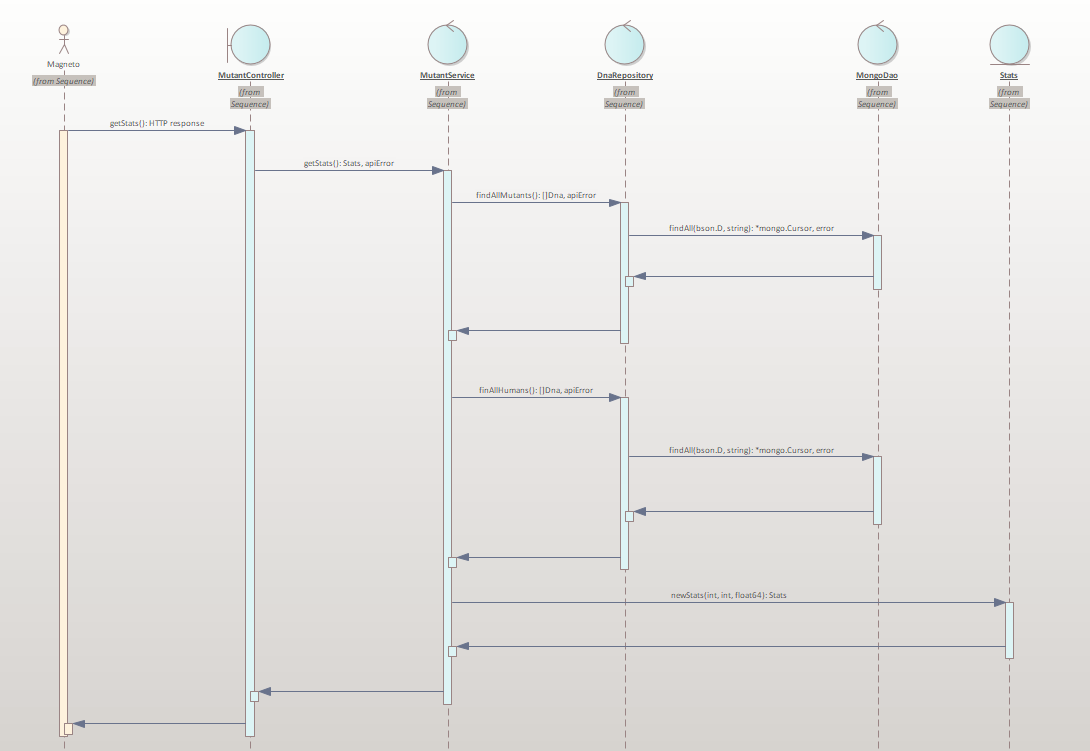 Magneto
(from Sequence)
MutantController
(from
Sequence)
MutantService
(from
Sequence)
DnaRepository
(from
Sequence)
MongoDao
(from
Sequence)
Stats
(from
Sequence)
getStats(): HTTP response
getStats(): Stats, apiError
findAllMutants(): []Dna, apiError
findAll(bson.D, string): *mongo.Cursor, error
finAllHumans(): []Dna, apiError
findAll(bson.D, string): *mongo.Cursor, error
newStats(int, int, float64): Stats